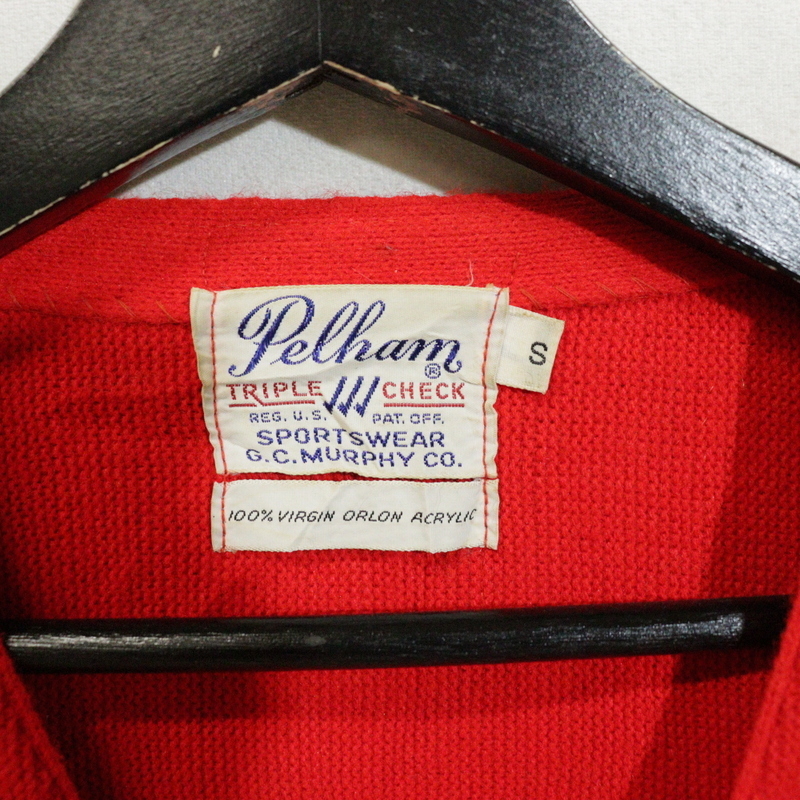 Pelham ®
TRIPLE CHECK
REG. U.S. PAT. OFF.
SPORTSWEAR
G.C. MURPHY CO.
S
100% VIRGIN ORLON ACRYLIC